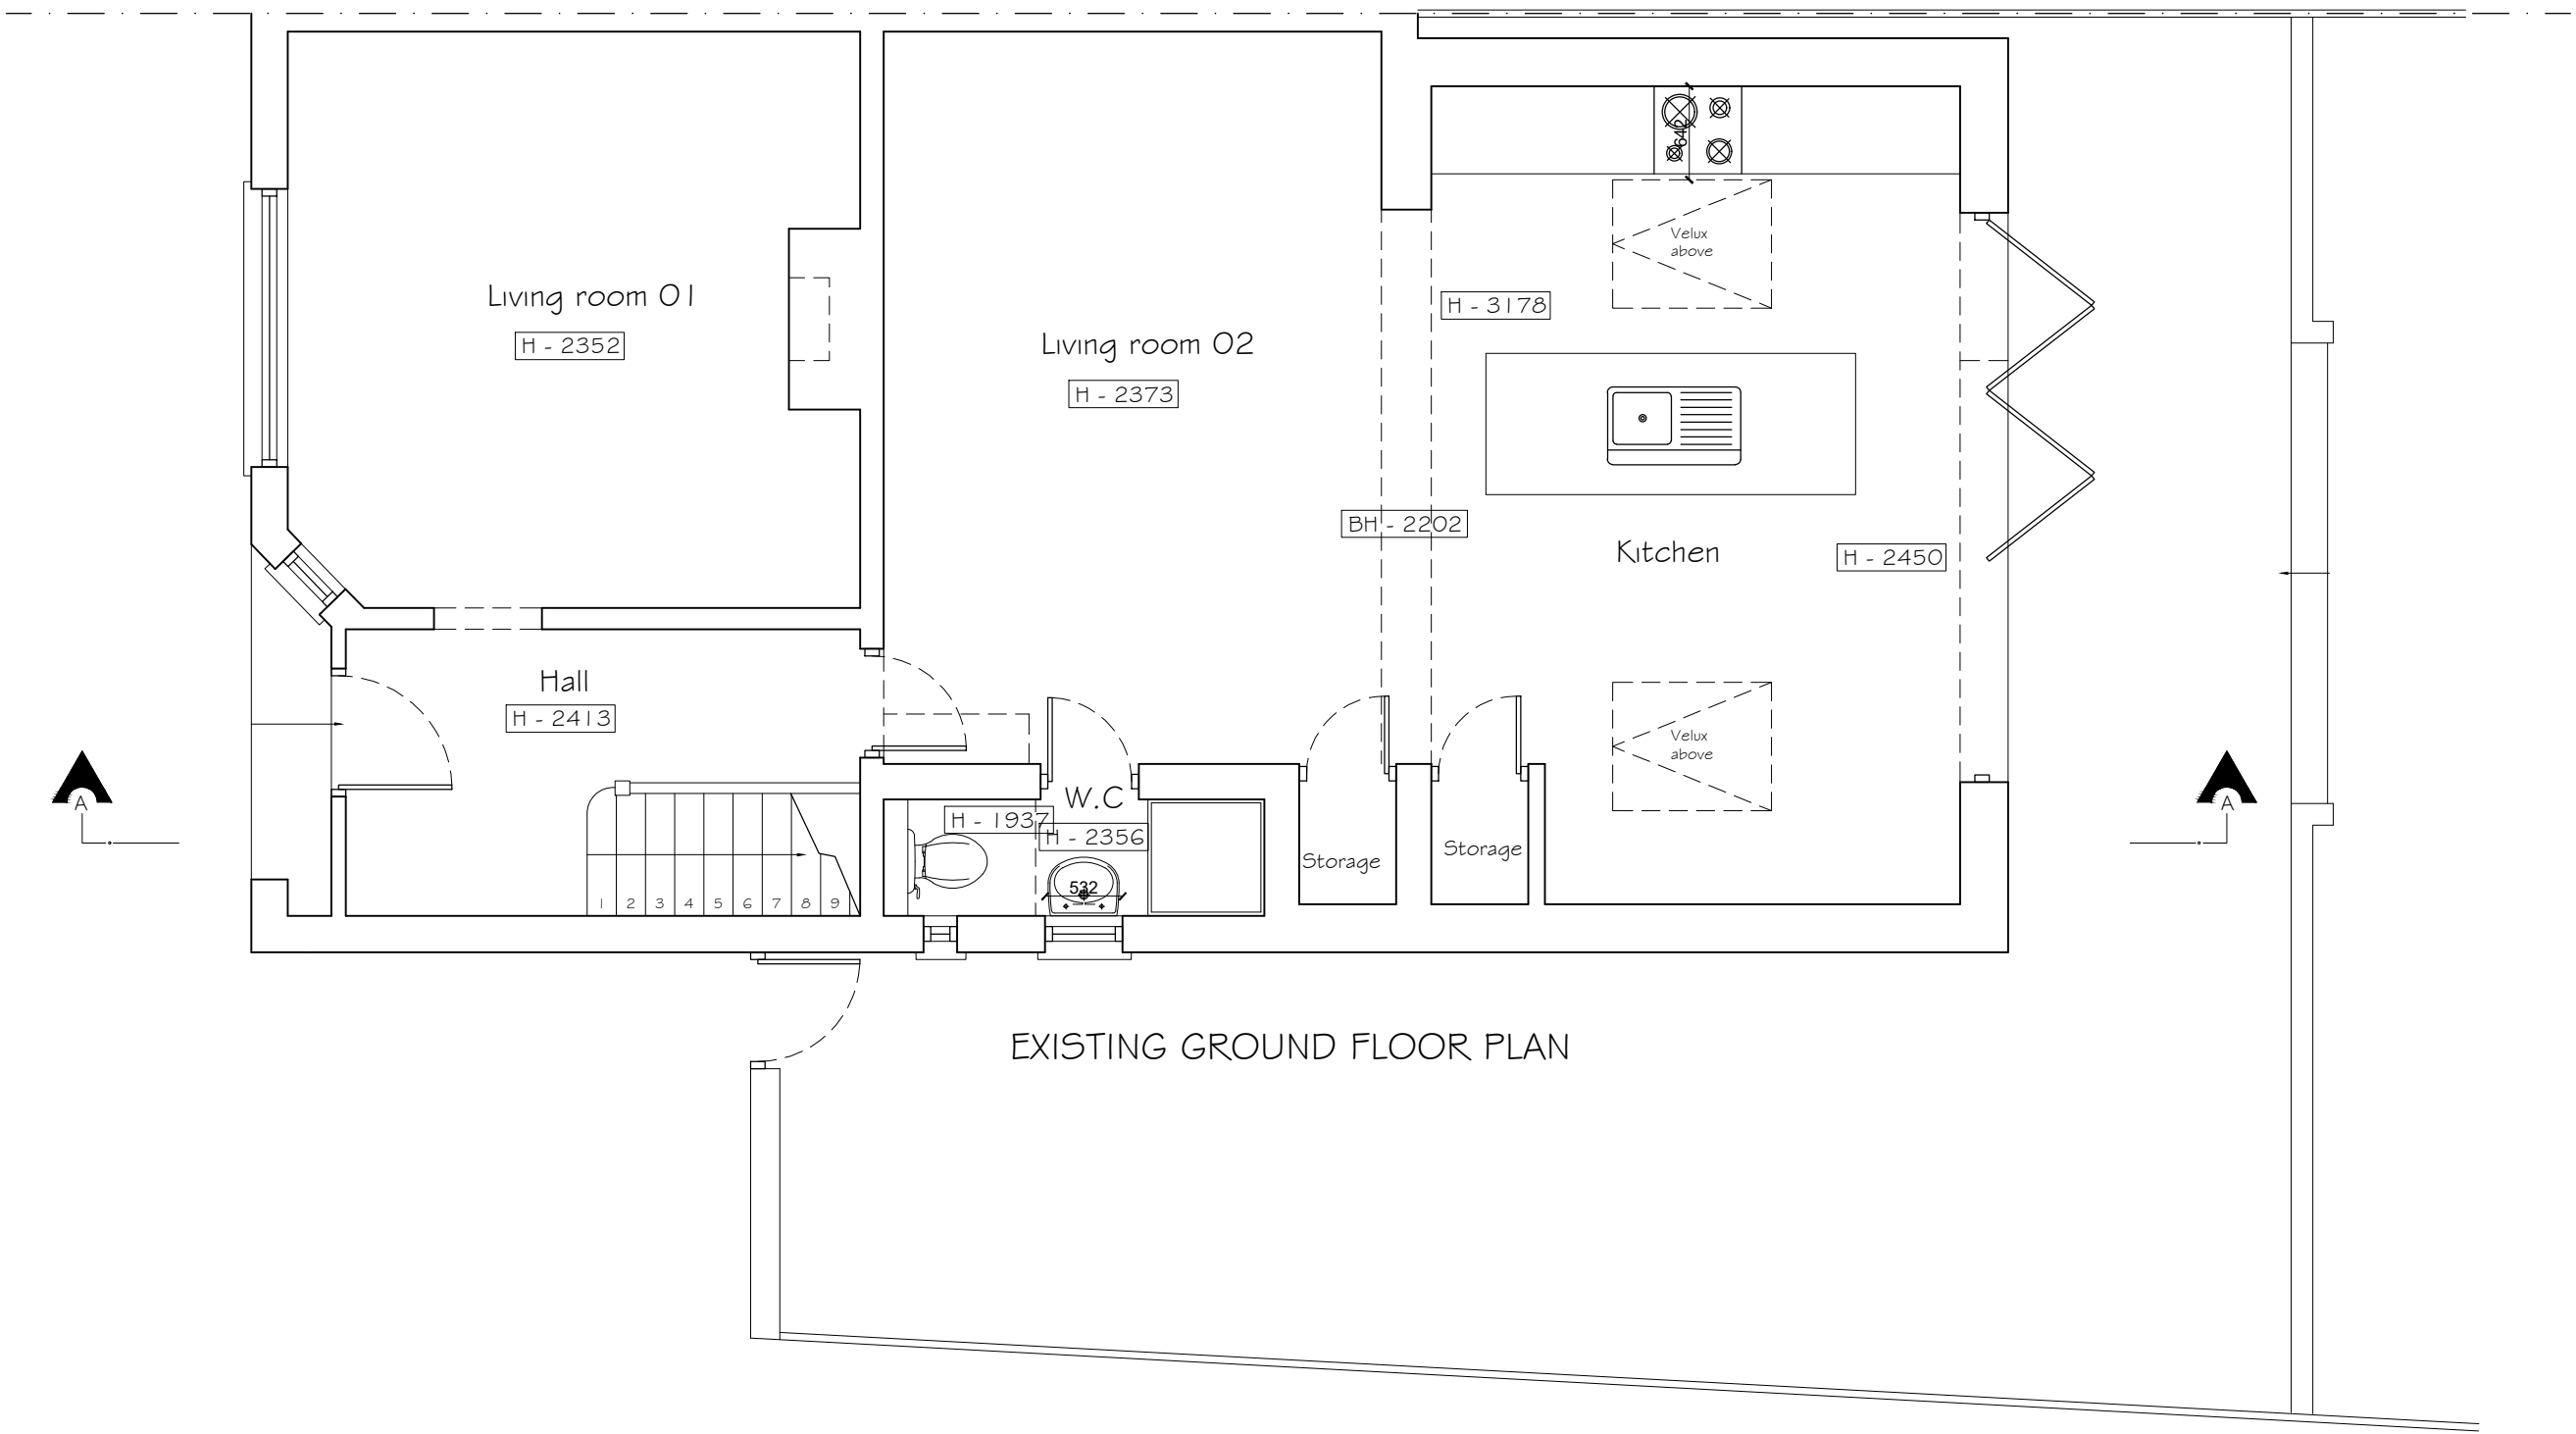 642
Velux
above
Living room 01
H - 2352
H - 3178
Living room 02
H - 2373
BH - 2202
Kitchen
H - 2450
Hall
H - 2413
Velux
above
W.C
H - 1937
H - 2356
A
A
Storage
Storage
532
1 2 3 4 5 6 7 8 9
EXISTING GROUND FLOOR PLAN